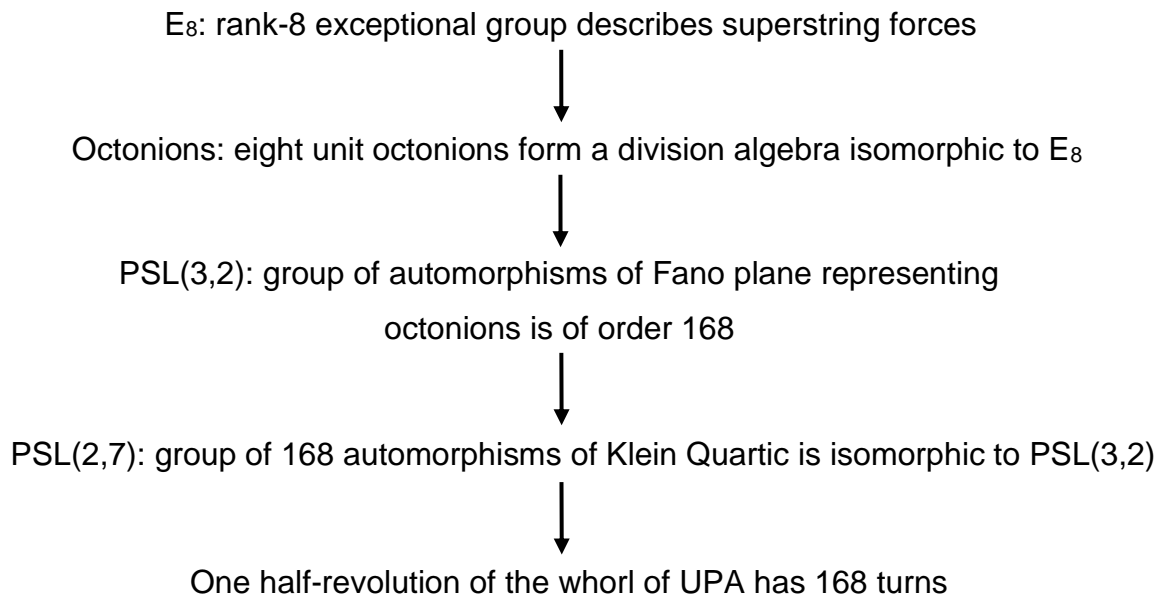 E₈: rank-8 exceptional group describes superstring forces
Octonions: eight unit octonions form a division algebra isomorphic to E₈
PSL(3,2): group of automorphisms of Fano plane representing
octonions is of order 168
PSL(2,7): group of 168 automorphisms of Klein Quartic is isomorphic to PSL(3,2)
One half-revolution of the whorl of UPA has 168 turns